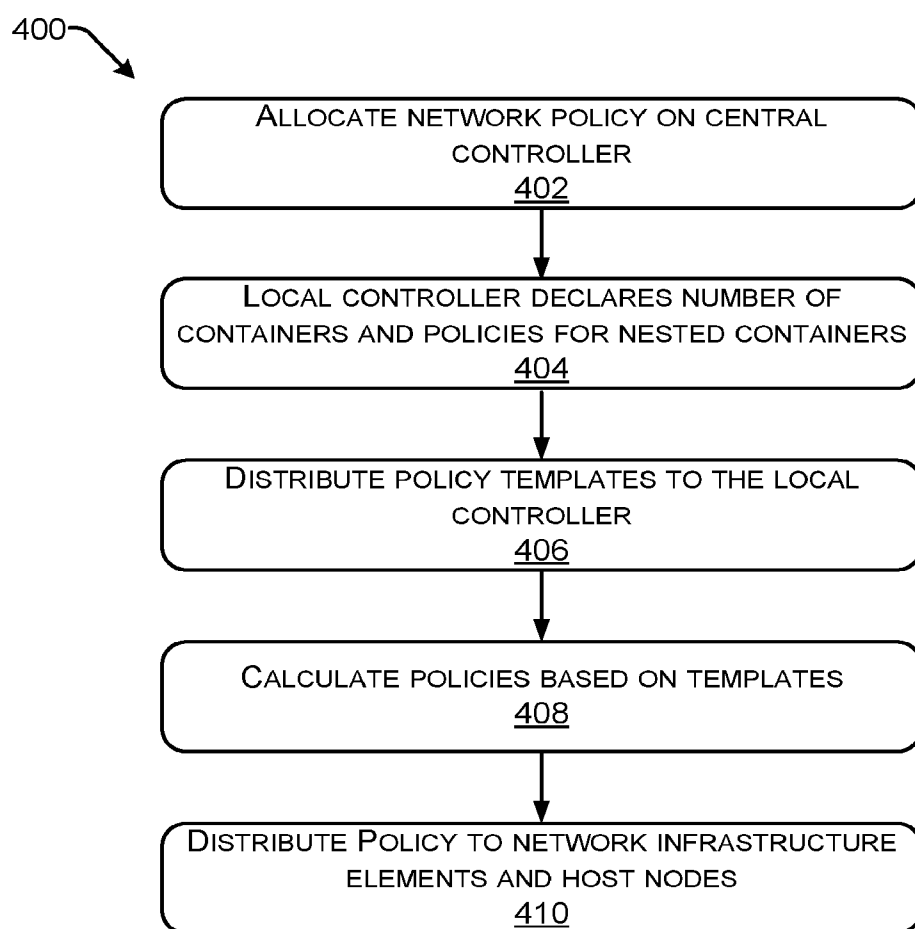 400
ALLOCATE NETWORK POLICY ON CENTRAL
CONTROLLER
402
LOCAL CONTROLLER DECLARES NUMBER OF
CONTAINERS AND POLICIES FOR NESTED CONTAINERS
404
DISTRIBUTE POLICY TEMPLATES TO THE LOCAL
CONTROLLER
406
CALCULATE POLICIES BASED ON TEMPLATES
408
DISTRIBUTE POLICY TO NETWORK INFRASTRUCTURE
ELEMENTS AND HOST NODES
410